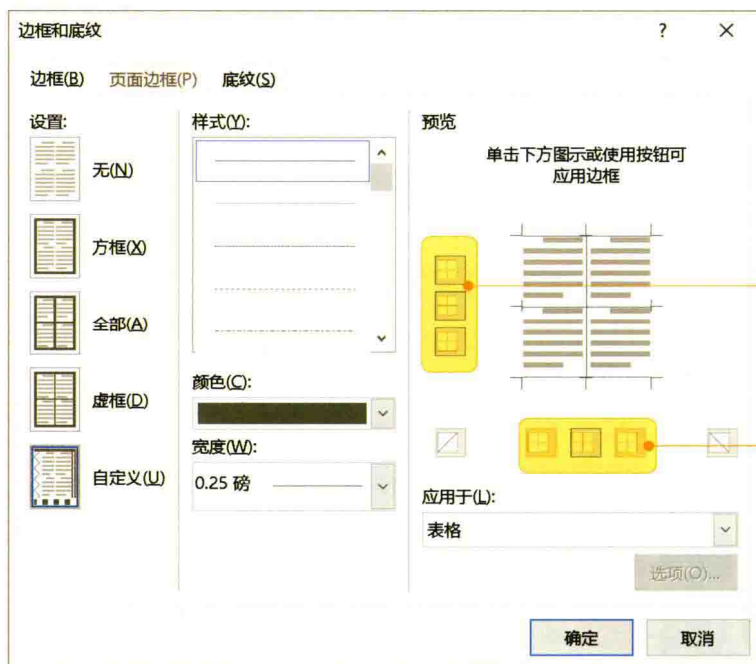 边框和底纹 ?
边框(B) 页面边框(P) 底纹(S)
设置:
无(N)
方框(X)
全部(A)
虚框(D)
自定义(U)
样式(Y):
颜色(C):
宽度(W):
0.25 磅
预览
单击下方图示或使用按钮可
应用边框
应用于(L):
表格
选项(O)...
确定 取消